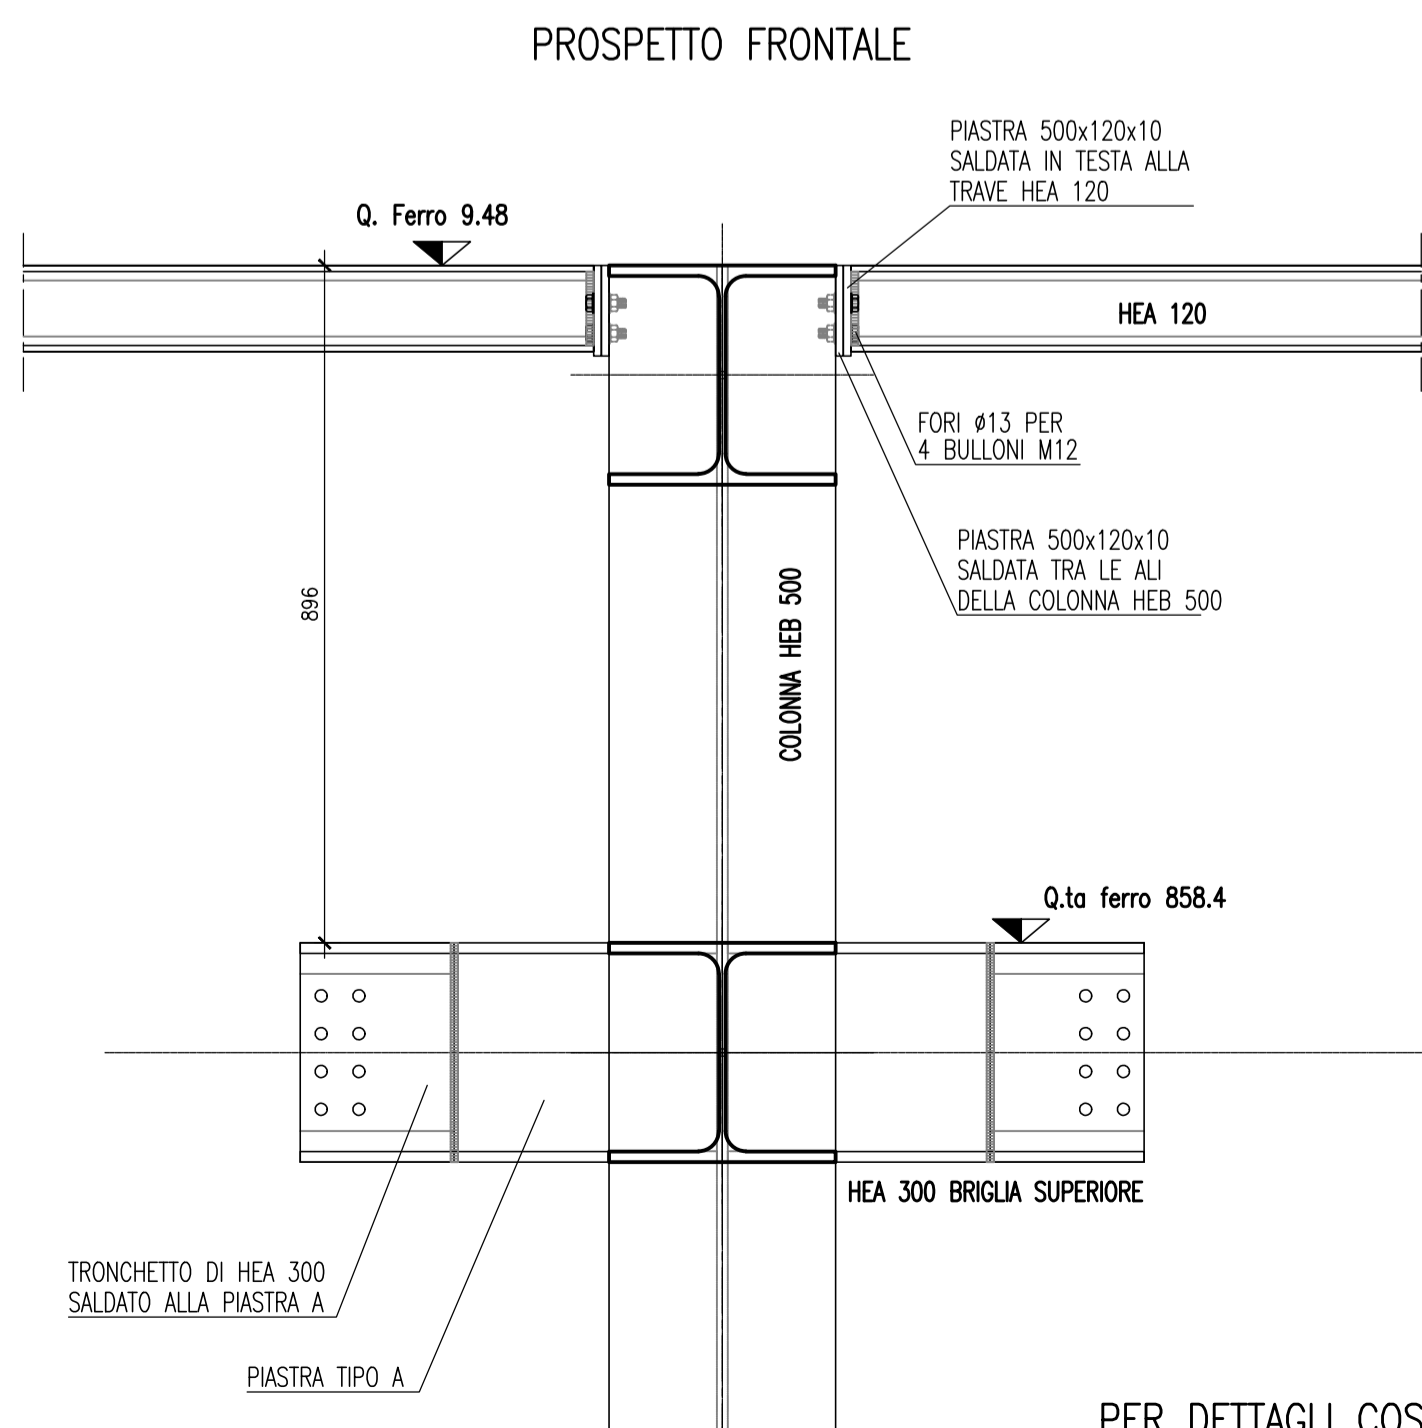 PROSPETTO FRONTALE
PIASTRA 500x120x10
SALDATA IN TESTA ALLA
TRAVE HEA 120
Q. Ferro 9.48
HEA 120
FORI ø13 PER
4 BULLONI M12
PIASTRA 500x120x10
SALDATA TRA LE ALI
DELLA COLONNA HEB 500
896
COLONNA HEB 500
Q.ta ferro 858.4
HEA 300 BRIGLIA SUPERIORE
TRONCHETTO DI HEA 300
SALDATO ALLA PIASTRA A
PIASTRA TIPO A
PER DETTAGLI COS